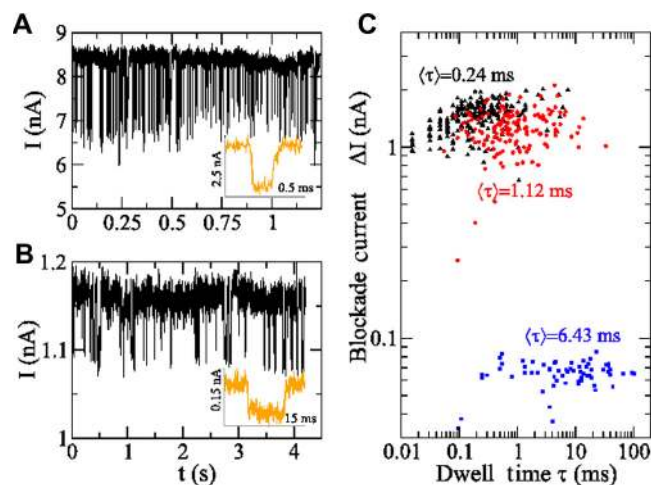 A
9
8
7
6
5
I (nA)
2.5 nA
0.5 ms
0
0.25
0.5
0.75
1
B
1.2
1.1
1
I (nA)
0.15 nA
15 ms
0
1
2
3
4
t (s)
C
Blockade current ΔI (nA)
1
0.1
⟨τ⟩=0.24 ms
⟨τ⟩=1.12 ms
⟨τ⟩=6.43 ms
0.01
0.1
1
10
100
Dwell time τ (ms)